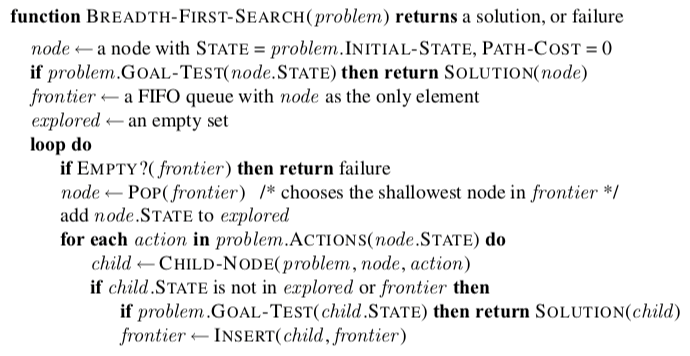 function BREADTH-FIRST-SEARCH(problem) returns a solution, or failure
node ← a node with STATE = problem.INITIAL-STATE, PATH-COST = 0
if problem.GOAL-TEST(node.STATE) then return SOLUTION(node)
frontier ← a FIFO queue with node as the only element
explored ← an empty set
loop do
if EMPTY?(frontier) then return failure
node ← POP(frontier) /* chooses the shallowest node in frontier */
add node.STATE to explored
for each action in problem.ACTIONS(node.STATE) do
child ← CHILD-NODE(problem, node, action)
if child.STATE is not in explored or frontier then
if problem.GOAL-TEST(child.STATE) then return SOLUTION(child)
frontier ← INSERT(child, frontier)